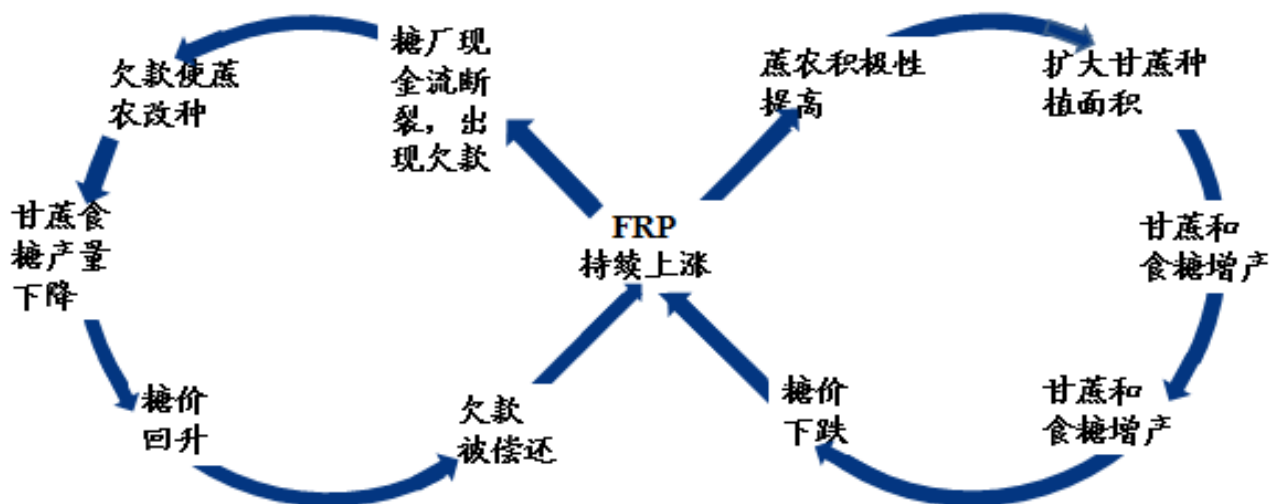 糖厂现
金流断
裂，出
现欠款
欠款使蔗
农改种
甘蔗食
糖产量
下降
糖价
回升
欠款
被偿还
FRP
持续上涨
蔗农积极性
提高
扩大甘蔗种
植面积
甘蔗和
食糖增产
甘蔗和
食糖增产
糖价
下跌